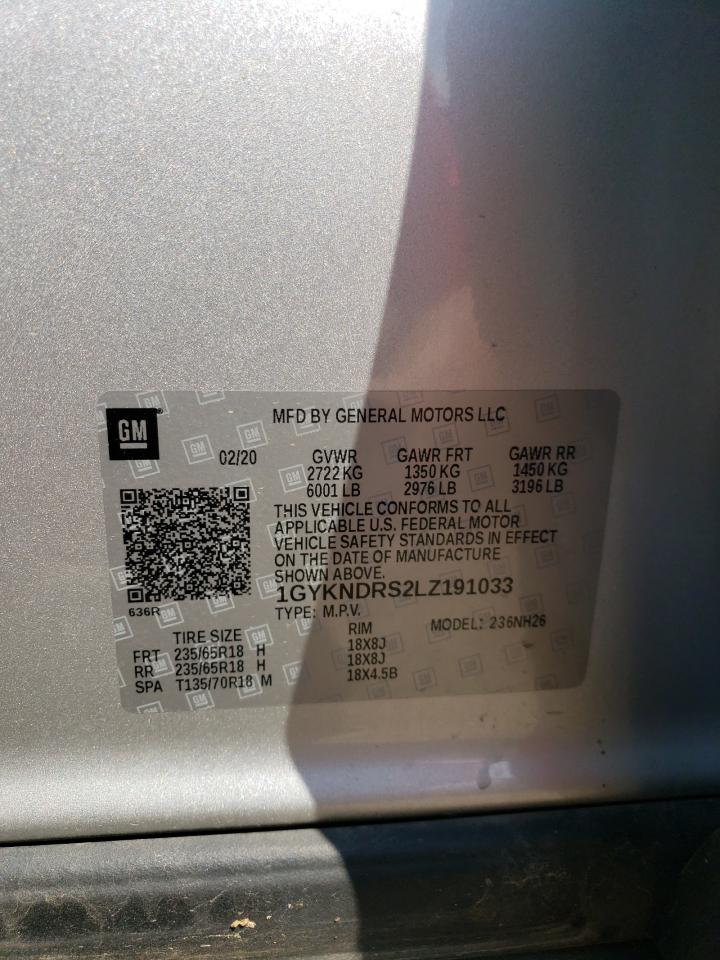 GM
MFD BY GENERAL MOTORS LLC
02/20 GVWR GAWR FRT GAWR RR
2722 KG 1350 KG 1450 KG
6001 LB 2976 LB 3196 LB
THIS VEHICLE CONFORMS TO ALL
APPLICABLE U.S. FEDERAL MOTOR
VEHICLE SAFETY STANDARDS IN EFFECT
ON THE DATE OF MANUFACTURE
SHOWN ABOVE.
1GYKNDRS2LZ191033
636R
TYPE: M.P.V. MODEL: 236NH26
TIRE SIZE RIM
FRT 235/65R18 H 18X8J
RR 235/65R18 H 18X8J
SPA T135/70R18 M 18X4.5B